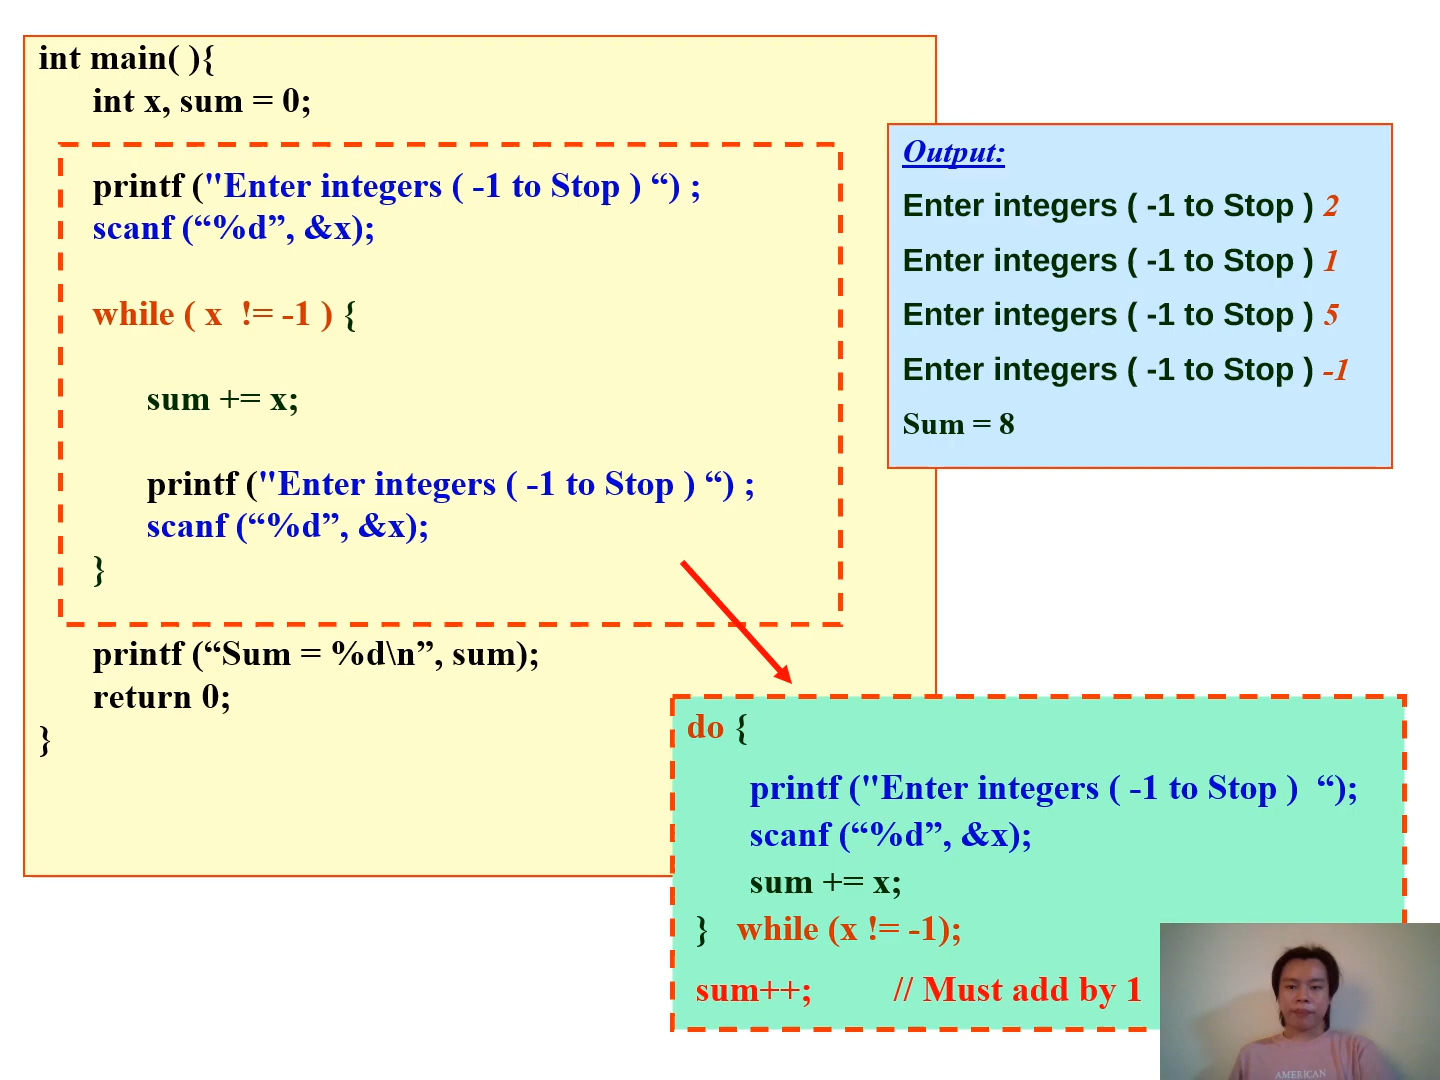 int main( ){
int x, sum = 0;
printf ("Enter integers ( -1 to Stop ) “) ;
scanf (“%d”, &x);
while ( x  != -1 ) {
sum += x;
printf ("Enter integers ( -1 to Stop ) “) ;
scanf (“%d”, &x);
}
printf (“Sum = %d\n”, sum);
return 0;
}
Output:
Enter integers ( -1 to Stop ) 2
Enter integers ( -1 to Stop ) 1
Enter integers ( -1 to Stop ) 5
Enter integers ( -1 to Stop ) -1
Sum = 8
do {
printf ("Enter integers ( -1 to Stop )  “);
scanf (“%d”, &x);
sum += x;
}   while (x != -1);
sum++;        // Must add by 1
AMERICAN